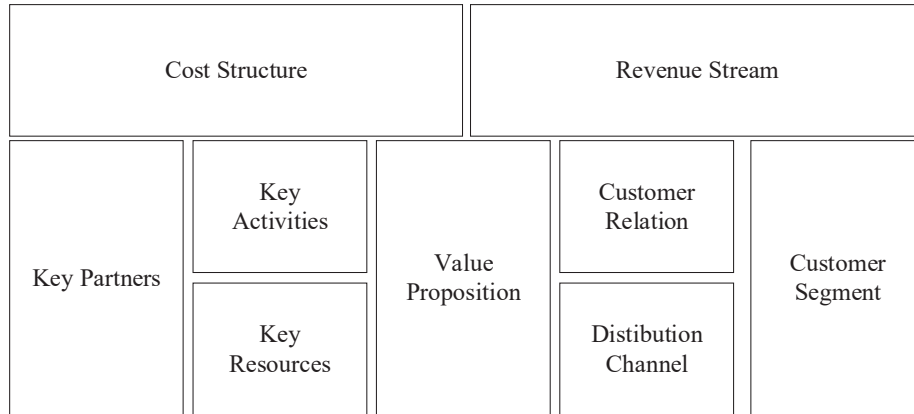 Cost Structure
Revenue Stream
Key Partners
Key
Activities
Key
Resources
Value
Proposition
Customer
Relation
Distibution
Channel
Customer
Segment